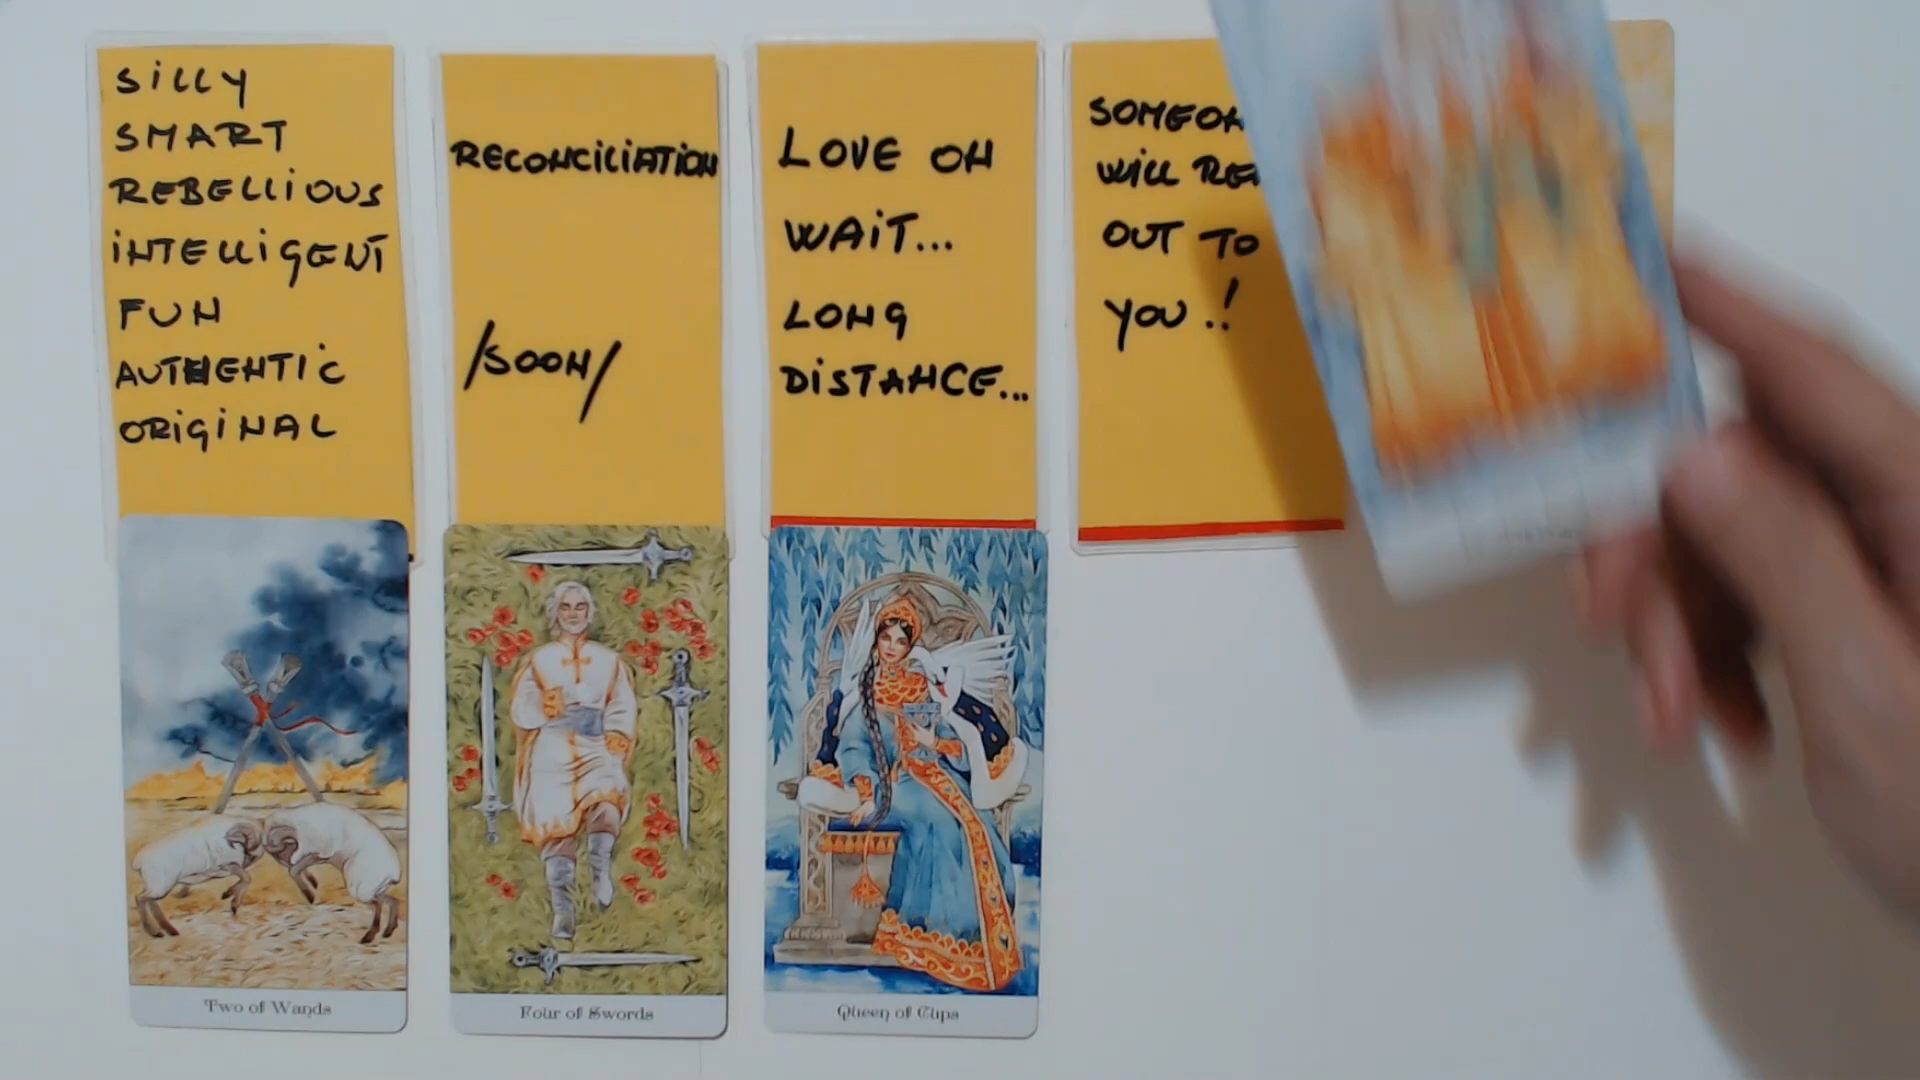 SiLLY
SMART
REBELLiOUS
iNTELLiGENT
FUN
AUTHENTiC
ORiGiNAL
RECONCiLiATiON
/SOON/
LOVE ON
WAiT...
LONG
DiSTANCE...
WiLL
OUT TO
YOU!
Two of Wands
Four of Swords
Queen of Cups